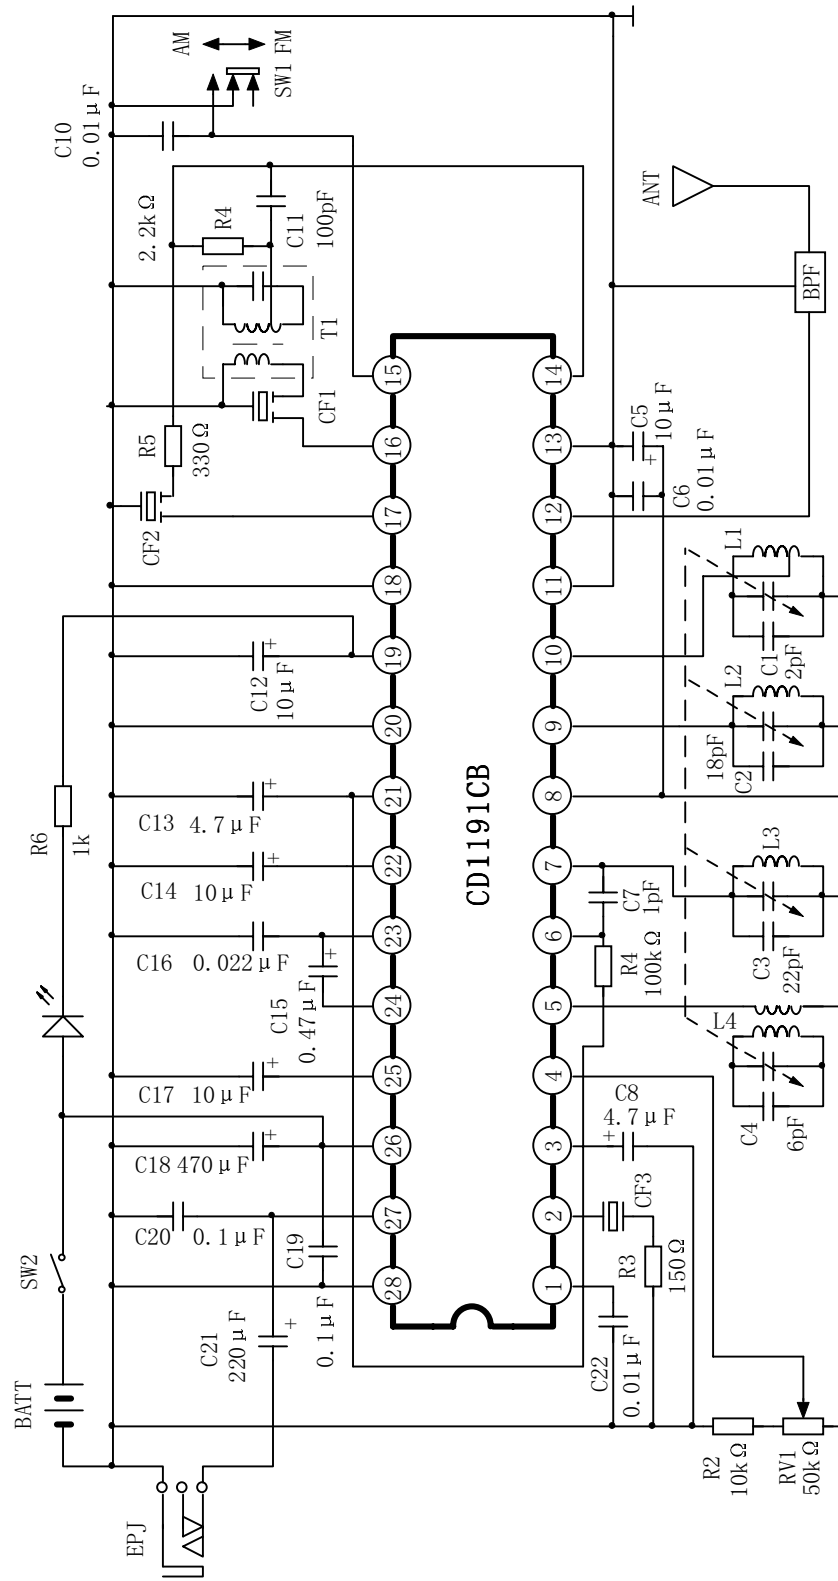 AM
SW1 FM
C10
0.01μF
2.2kΩ
R4
C11
100pF
T1
CF1
R5
330Ω
CF2
ANT
BPF
15
16
17
18
19
20
21
22
23
24
25
26
27
28
14
13
12
11
10
9
8
7
6
5
4
3
2
1
CD1191CB
C5
10μF
+
C6
0.01μF
L1
C1
2pF
L2
18pF
C2
L3
C3
22pF
L4
C4
6pF
C7
1pF
R4
100kΩ
C8
4.7μF
+
CF3
R3
150Ω
C22
0.01μF
R2
10kΩ
RV1
50kΩ
C12
10μF
+
R6
1k
C13 4.7μF
+
C14 10μF
+
C16 0.022μF
C15
0.47μF
+
C17 10μF
+
C18 470μF
+
C20 0.1μF
C19
0.1μF
C21
220μF
+
SW2
BATT
EPJ